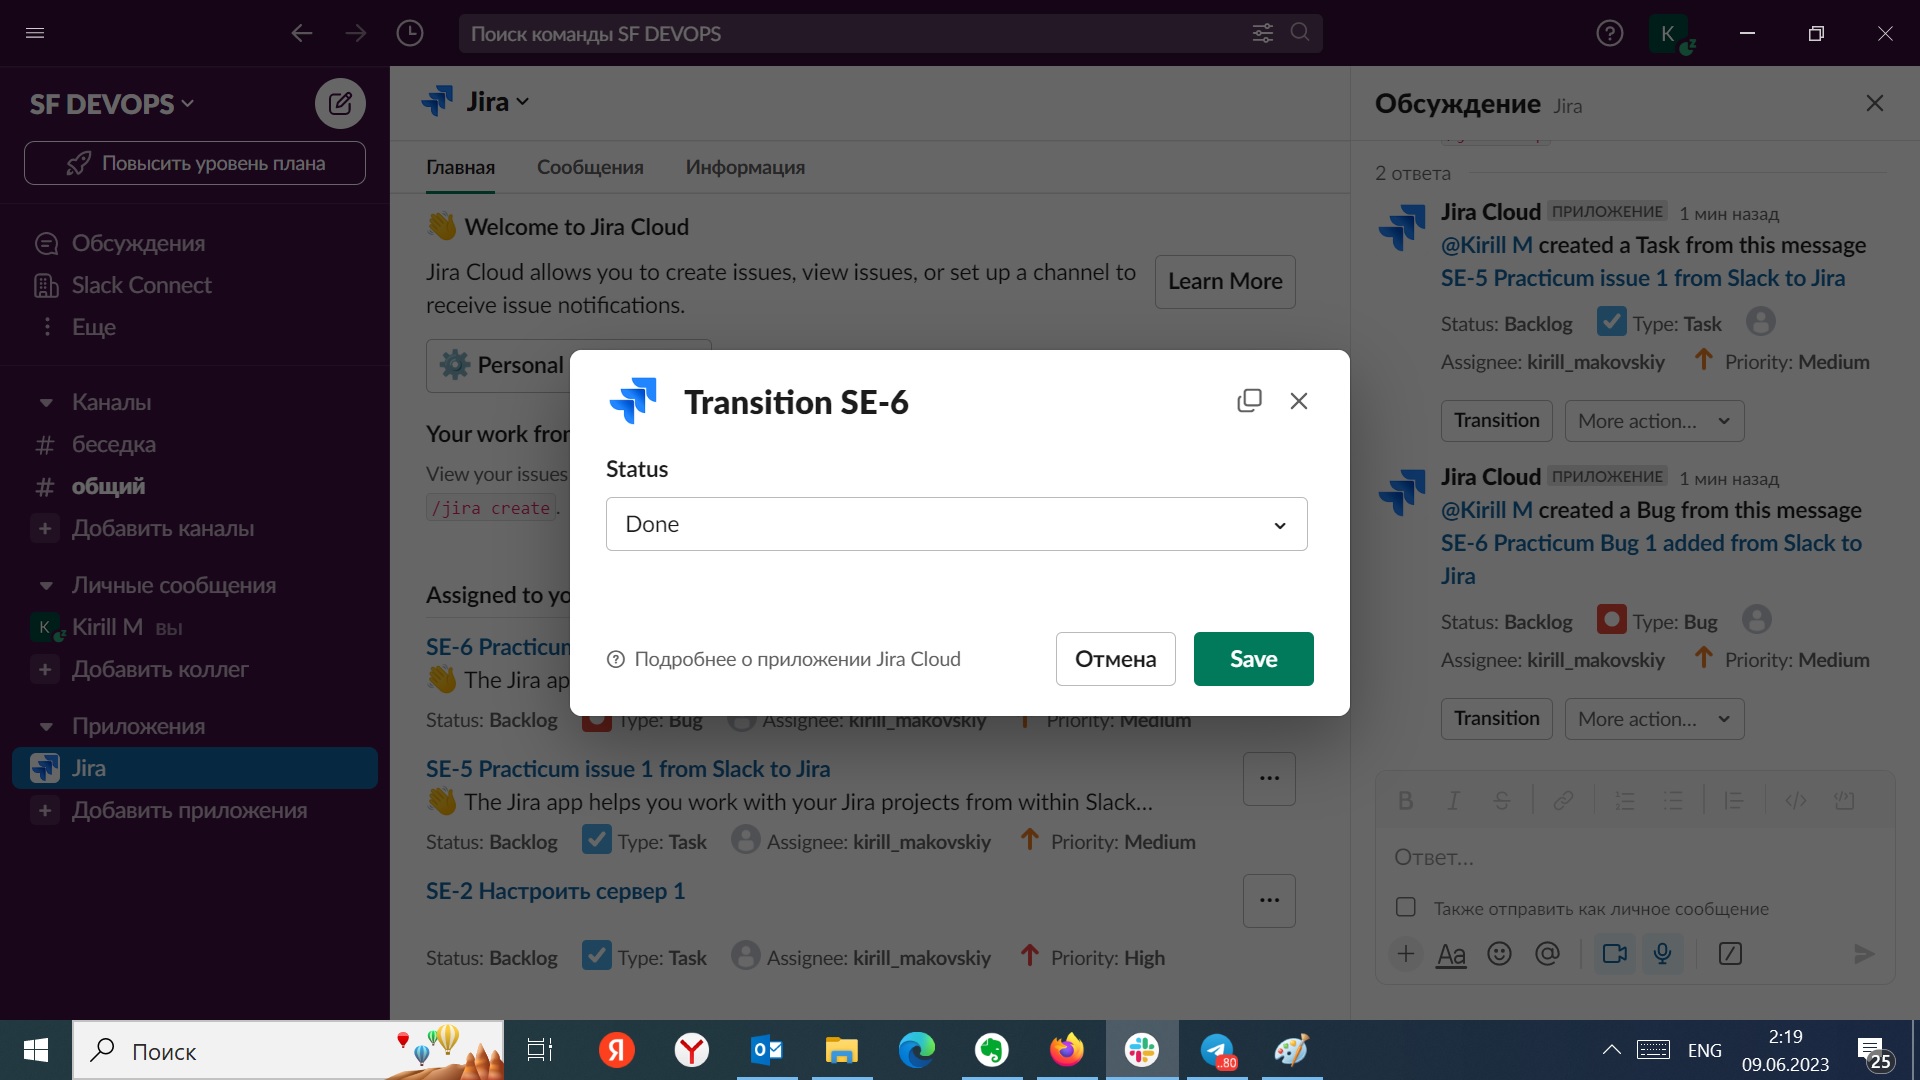 Поиск команды SF DEVOPS
K
SF DEVOPS
Повысить уровень плана
Обсуждения
Slack Connect
Еще
Каналы
# беседка
# общий
+ Добавить каналы
Личные сообщения
K Kirill M вы
+ Добавить коллег
Приложения
Jira
+ Добавить приложения
Jira
Главная Сообщения Информация
Welcome to Jira Cloud
Jira Cloud allows you to create issues, view issues, or set up a channel to
receive issue notifications.
Learn More
Personal
Your work from
View your issues
/jira create.
Assigned to yo
SE-6 Practicum
The Jira ap
Status: Backlog Type: Bug Assignee: kirill_makovskiy Priority: Medium
SE-5 Practicum issue 1 from Slack to Jira
The Jira app helps you work with your Jira projects from within Slack...
Status: Backlog Type: Task Assignee: kirill_makovskiy Priority: Medium
SE-2 Настроить сервер 1
Status: Backlog Type: Task Assignee: kirill_makovskiy Priority: High
Transition SE-6
Status
Done
Подробнее о приложении Jira Cloud
Отмена
Save
Обсуждение Jira
2 ответа
Jira Cloud ПРИЛОЖЕНИЕ 1 мин назад
@Kirill M created a Task from this message
SE-5 Practicum issue 1 from Slack to Jira
Status: Backlog Type: Task
Assignee: kirill_makovskiy Priority: Medium
Transition More action...
Jira Cloud ПРИЛОЖЕНИЕ 1 мин назад
@Kirill M created a Bug from this message
SE-6 Practicum Bug 1 added from Slack to
Jira
Status: Backlog Type: Bug
Assignee: kirill_makovskiy Priority: Medium
Transition More action...
B I S
Ответ...
Также отправить как личное сообщение
+ Aa @
Поиск
Я
Y
O
..80
ENG
2:19
09.06.2023
25